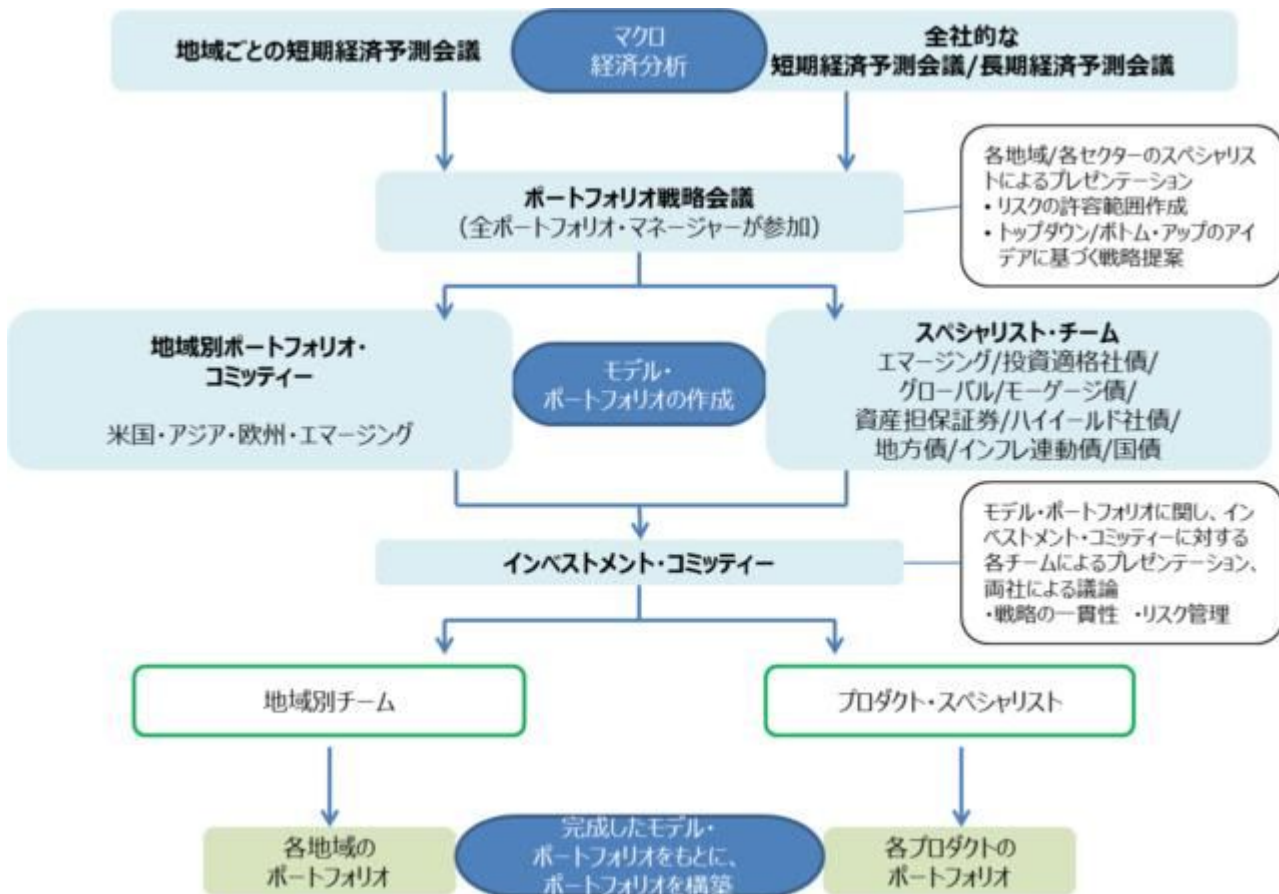 地域ごとの短期経済予測会議
マクロ
経済分析
全社的な
短期経済予測会議/長期経済予測会議
各地域/各セクターのスペシャリス
トによるプレゼンテーション
• リスクの許容範囲作成
• トップダウン/ボトム・アップのアイ
デアに基づく戦略提案
ポートフォリオ戦略会議
（全ポートフォリオ・マネージャーが参加）
地域別ポートフォリオ・
コミッティー
米国・アジア・欧州・エマージング
モデル・
ポートフォリオの作成
スペシャリスト・チーム
エマージング/投資適格社債/
グローバル/モーゲージ債/
資産担保証券/ハイイールド社債/
地方債/インフレ連動債/国債
モデル・ポートフォリオに関し、イン
ベストメント・コミッティーに対する
各チームによるプレゼンテーション、
両社による議論
・戦略の一貫性 ・リスク管理
インベストメント・コミッティー
地域別チーム
プロダクト・スペシャリスト
各地域の
ポートフォリオ
完成したモデル・
ポートフォリオをもとに、
ポートフォリオを構築
各プロダクトの
ポートフォリオ